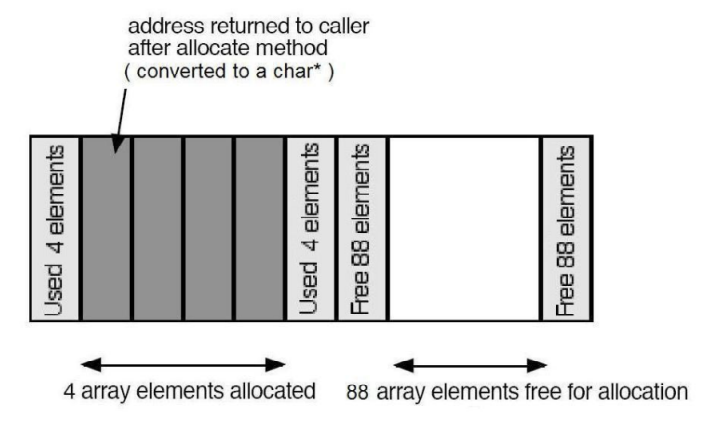 address returned to caller
after allocate method
( converted to a char* )
Used 4 elements
Used 4 elements
Free 88 elements
Free 88 elements
4 array elements allocated
88 array elements free for allocation